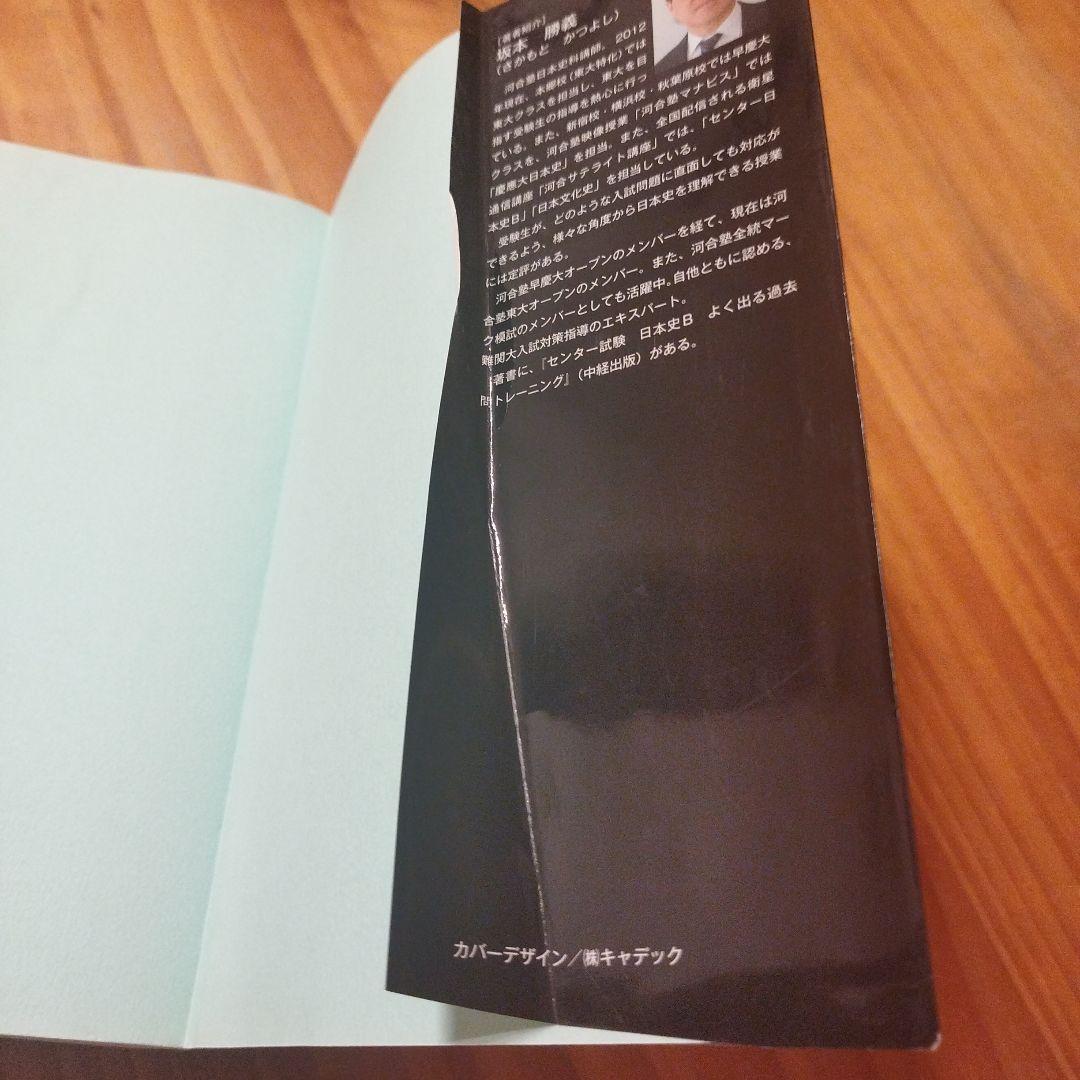 [著者紹介]
坂本 勝義
(さかもと かつよし)
河合塾日本史科講師。2012
年現在、本郷校(東大特化)では
東大クラスを担当し、東大を目
指す受験生の指導を熱心に行っ
ている。また、新宿校・横浜校・秋葉原校では早慶大
クラスを、河合塾映像授業「河合塾マナビス」では
「慶應大日本史」を担当。また、全国配信される衛星
通信講座「河合サテライト講座」では、「センター日
本史B」「日本文化史」を担当している。
受験生が、どのような入試問題に直面しても対応が
できるよう、様々な角度から日本史を理解できる授業
には定評がある。
河合塾早慶大オープンのメンバーを経て、現在は河
合塾東大オープンのメンバー。また、河合塾全統マー
ク模試のメンバーとしても活躍中。自他ともに認める、
難関大入試対策指導のエキスパート。
著書に、『センター試験 日本史B よく出る過去
問トレーニング』(中経出版)がある。
カバーデザイン/㈱キャデック